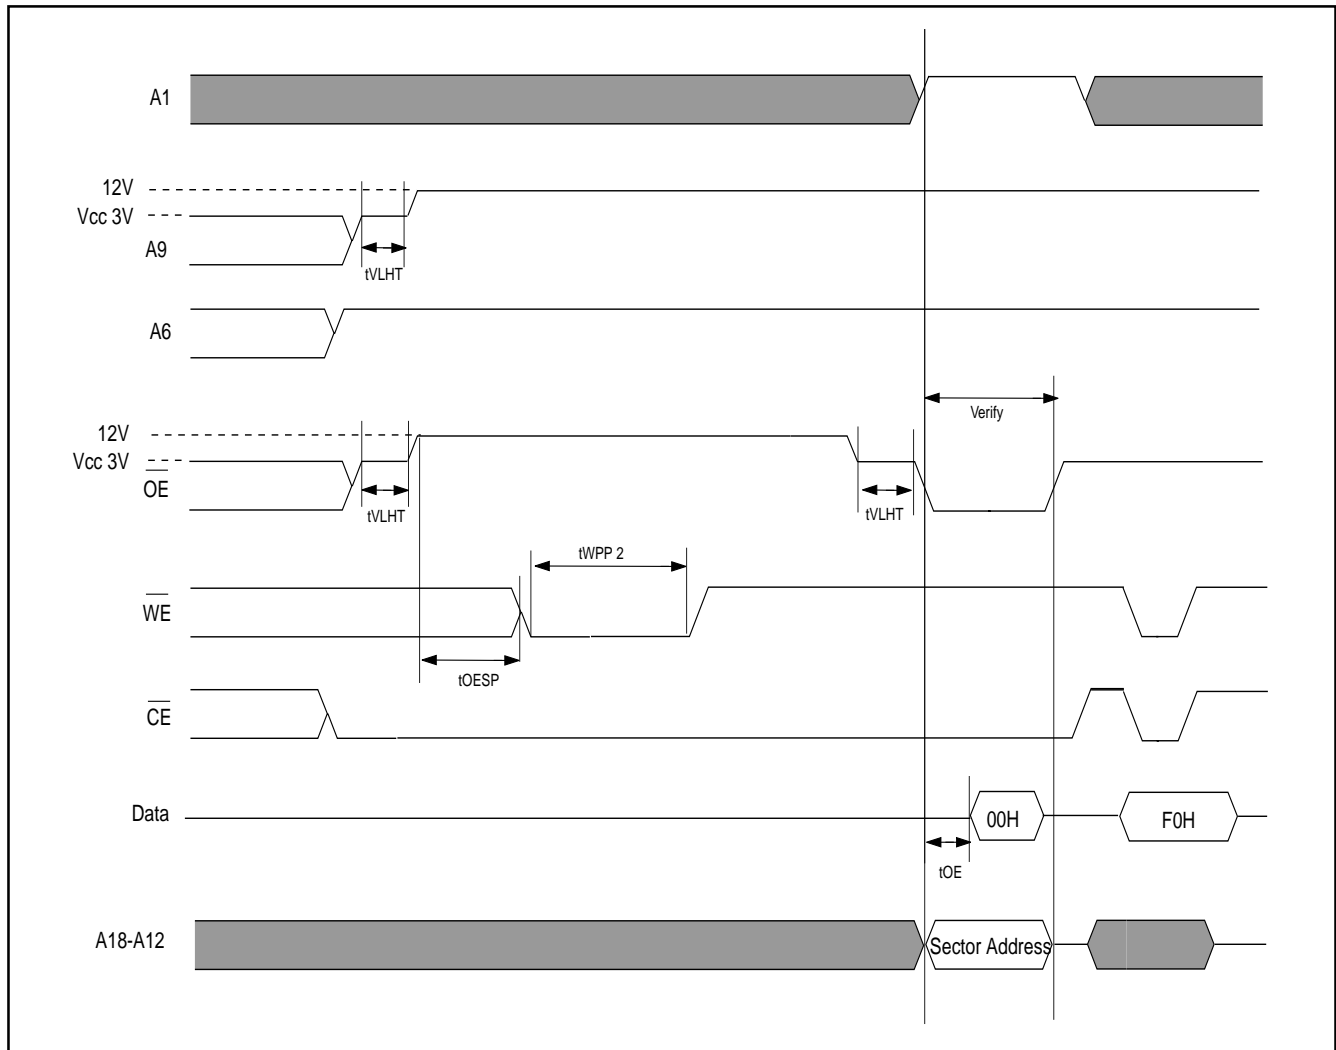 A1
12V
Vcc 3V
A9
tVLHT
A6
Verify
12V
Vcc 3V
OE
tVLHT
tVLHT
tWPP 2
WE
tOESP
CE
Data
00H
F0H
tOE
A18-A12
Sector Address